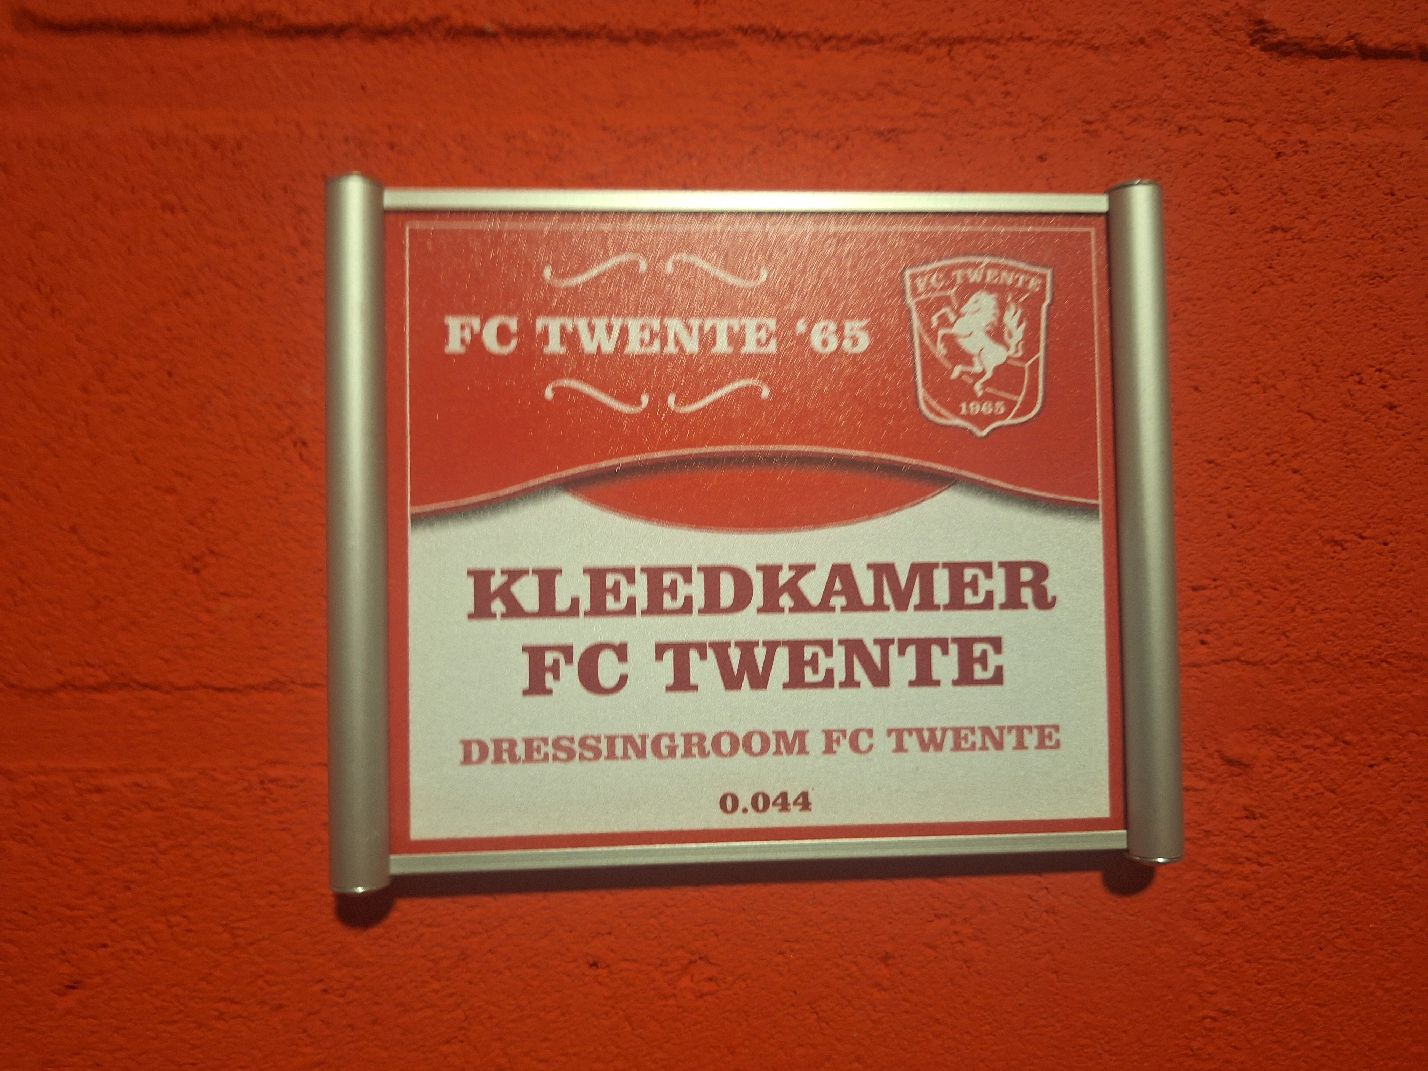 FC TWENTE ‘65
FC TWENTE
1965
KLEEDKAMER
FC TWENTE
DRESSINGROOM FC TWENTE
0.044